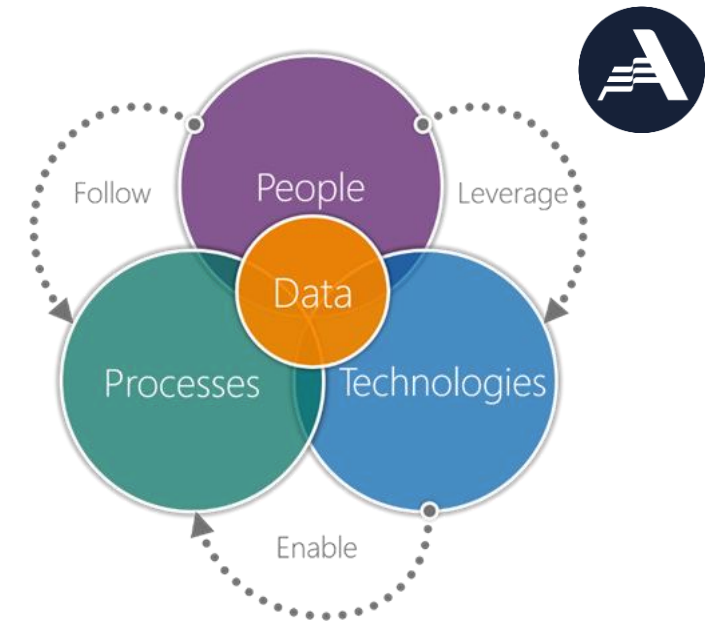 People
Follow
Leverage
Data
Processes
Technologies
Enable